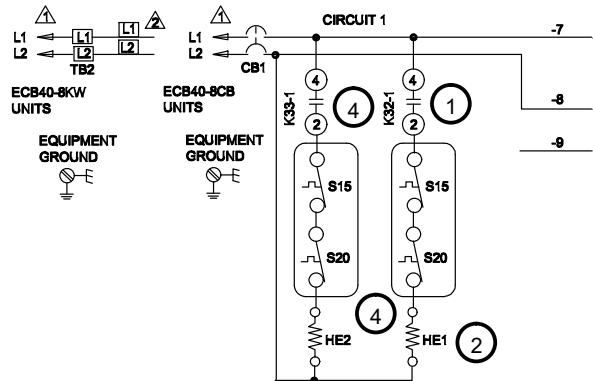 1
2
L1
L1
L1
L2
L2
L2
TB2
ECB40-8KW
UNITS
EQUIPMENT
GROUND
1
L1
L2
CB1
ECB40-8CB
UNITS
EQUIPMENT
GROUND
CIRCUIT 1
-7
-8
-9
4
K33-1
4
2
4
K32-1
1
2
S15
S20
S15
S20
4
HE2
HE1
2